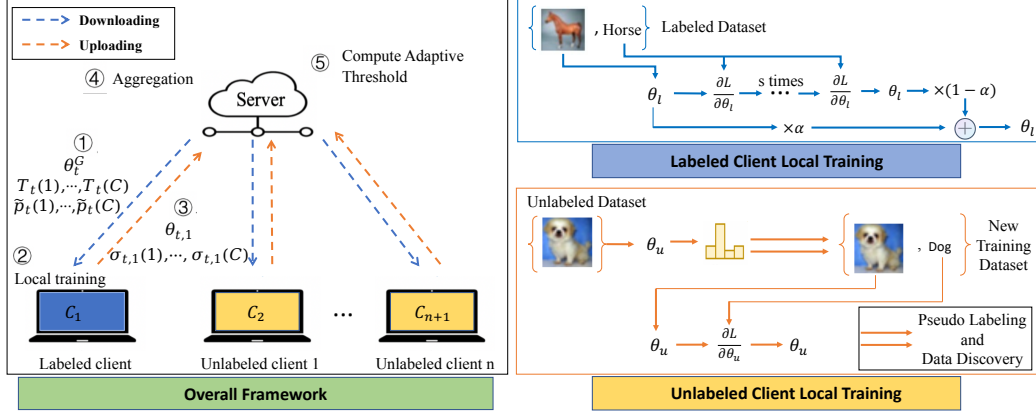 Downloading
Uploading
④ Aggregation
⑤ Compute Adaptive
Threshold
Server
①
θ_t^G
T_t(1),⋯,T_t(C)
p̃_t(1),⋯,p̃_t(C)
③
θ_{t,1}
σ_{t,1}(1),⋯, σ_{t,1}(C)
②
Local training
C_1
C_2
⋯
C_{n+1}
Labeled client
Unlabeled client 1
Unlabeled client n
Overall Framework
{ , Horse} Labeled Dataset
θ_l
∂L/∂θ_l
s times
⋯
∂L/∂θ_l
θ_l
×(1 − α)
×α
+
θ_l
Labeled Client Local Training
Unlabeled Dataset
θ_u
{ , Dog }
New
Training
Dataset
θ_u
∂L/∂θ_u
θ_u
Pseudo Labeling
and
Data Discovery
Unlabeled Client Local Training